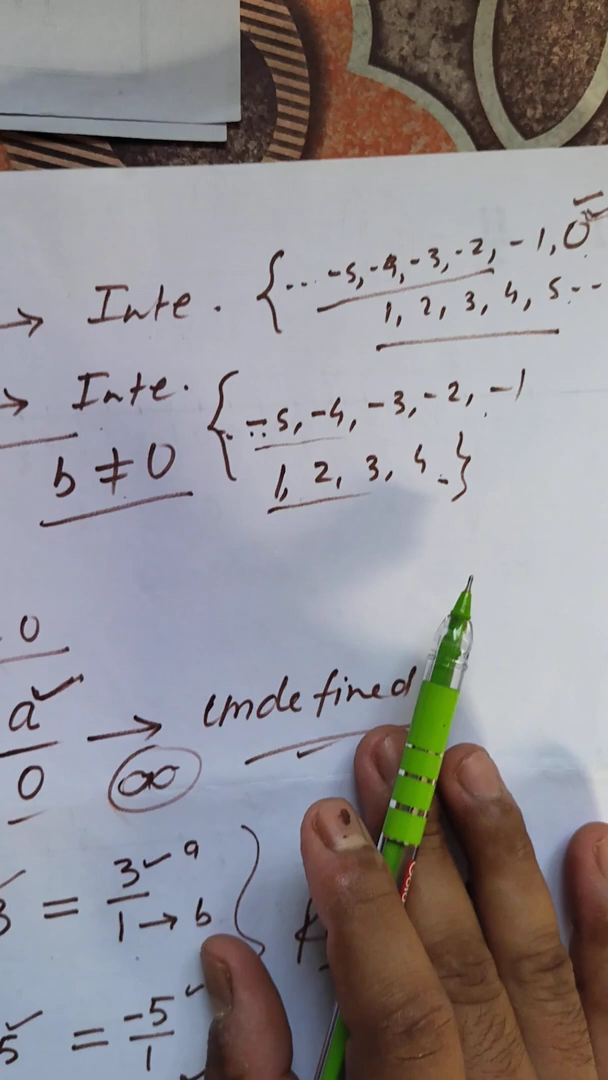 → Inte. {... -5, -4, -3, -2, -1, 0
1, 2, 3, 4, 5...
→ Inte. {..-5, -4, -3, -2, -1
b ≠ 0 1, 2, 3, 4 ..}
0
a/0 → undefined
∞
3 = 3/1 a → b }
5 = -5/1